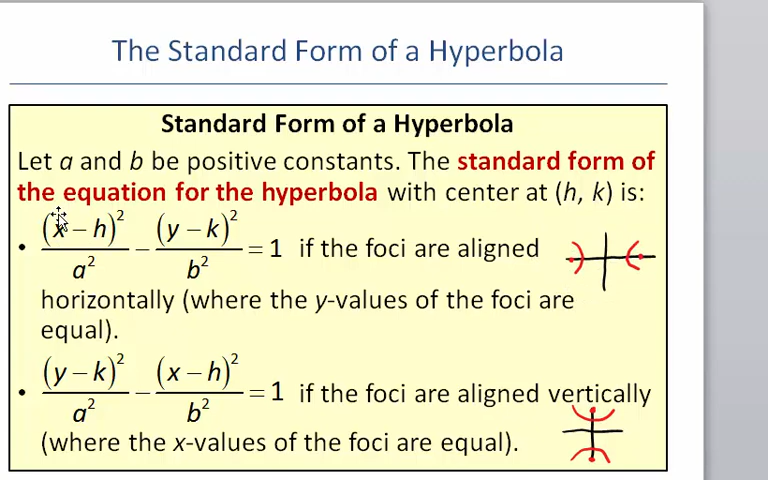 The Standard Form of a Hyperbola
Standard Form of a Hyperbola
Let a and b be positive constants. The standard form of
the equation for the hyperbola with center at (h, k) is:
• (x – h)²/a² – (y – k)²/b² = 1 if the foci are aligned
horizontally (where the y-values of the foci are
equal).
• (y – k)²/a² – (x – h)²/b² = 1 if the foci are aligned vertically
(where the x-values of the foci are equal).